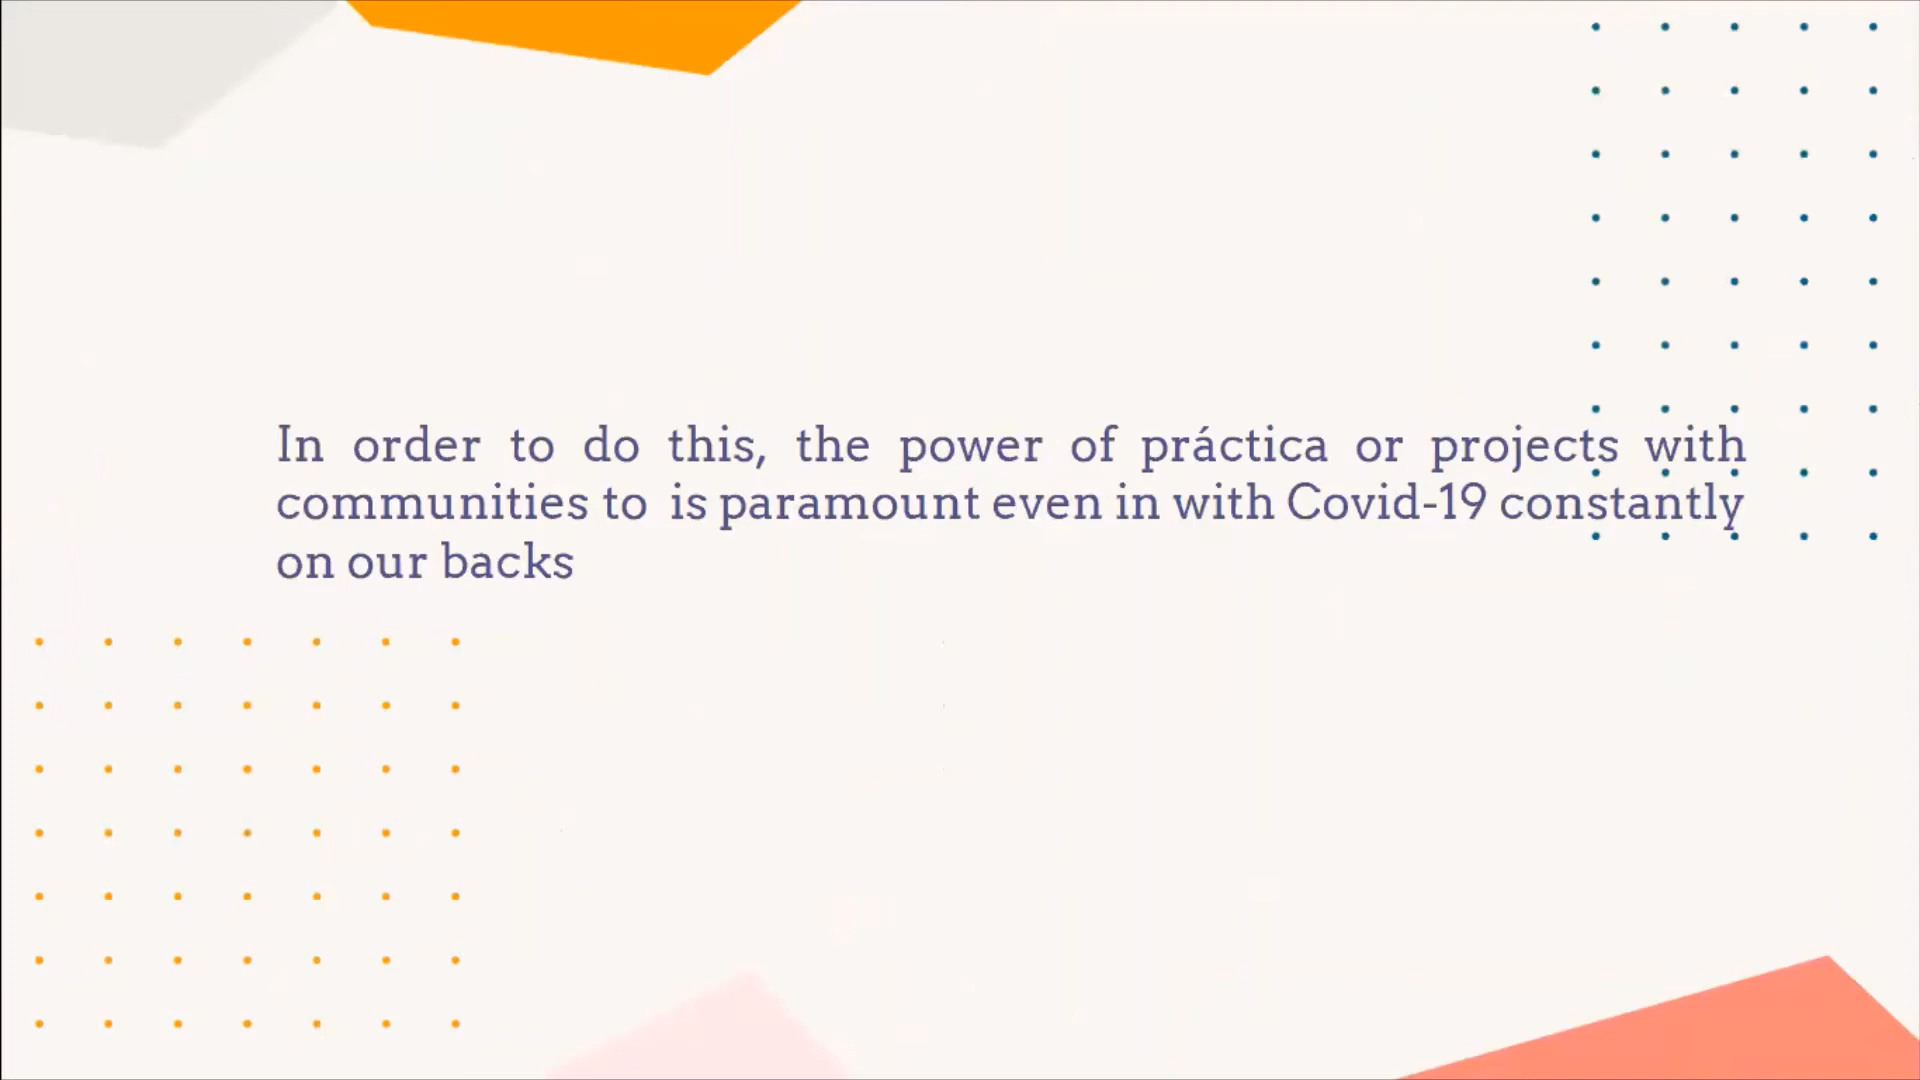 In order to do this, the power of práctica or projects with
communities to is paramount even in with Covid-19 constantly
on our backs